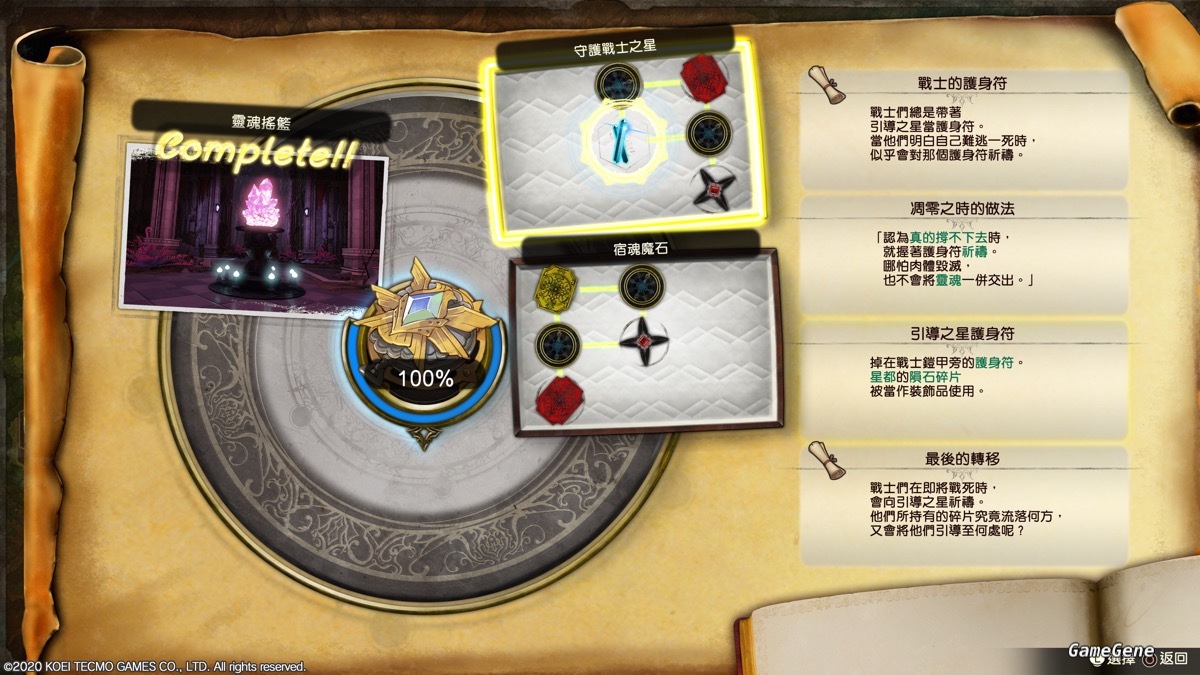 靈魂搖籃
Complete!!
100%
守護戰士之星
宿魂魔石
戰士的護身符
戰士們總是帶著
引導之星當護身符。
當他們明白自己難逃一死時，
似乎會對那個護身符祈禱。
凋零之時的做法
「認為真的撐不下去時，
就握著護身符祈禱。
哪怕肉體毀滅，
也不會將靈魂一併交出。」
引導之星護身符
掉在戰士鎧甲旁的護身符。
星都的隕石碎片
被當作裝飾品使用。
最後的轉移
戰士們在即將戰死時，
會向引導之星祈禱。
他們所持有的碎片究竟流落何方，
又會將他們引導至何處呢？
©2020 KOEI TECMO GAMES CO., LTD. All rights reserved.
GameGene
L 選擇 返回